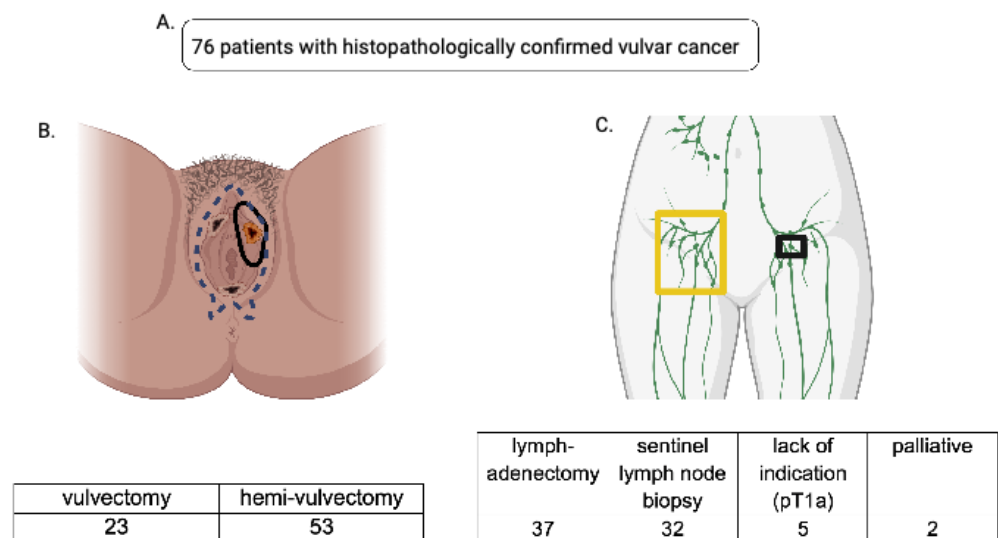 A.
76 patients with histopathologically confirmed vulvar cancer
B.
C.
vulvectomy hemi-vulvectomy
23 53
lymph- sentinel lack of palliative
adenectomy lymph node indication
biopsy (pT1a)
37 32 5 2